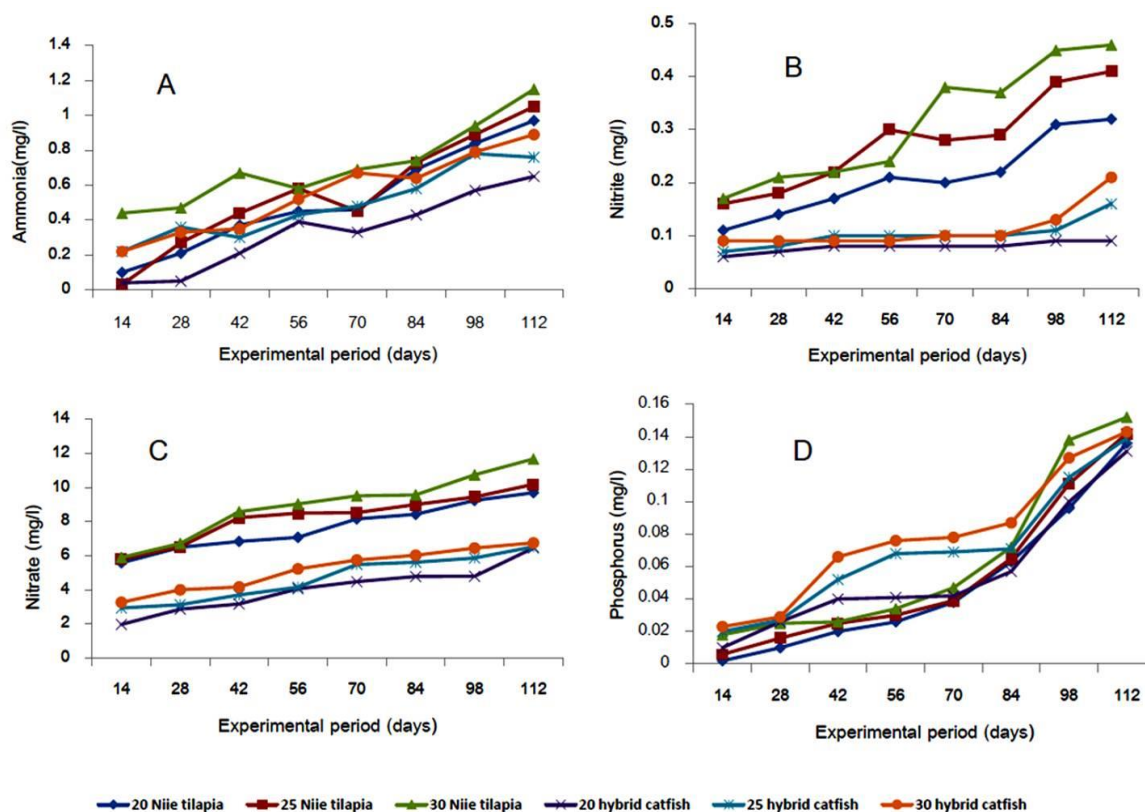 A
Ammonia(mg/l)
1.4
1.2
1
0.8
0.6
0.4
0.2
0
14 28 42 56 70 84 98 112
Experimental period (days)
B
Nitrite (mg/l)
0.5
0.4
0.3
0.2
0.1
0.0
14 28 42 56 70 84 98 112
Experimental period (days)
C
Nitrate (mg/l)
14
12
10
8
6
4
2
0
14 28 42 56 70 84 98 112
Experimental period (days)
D
Phosphorus (mg/l)
0.16
0.14
0.12
0.1
0.08
0.06
0.04
0.02
0
14 28 42 56 70 84 98 112
Experimental period (days)
20 Niie tilapia 25 Niie tilapia 30 Niie tilapia 20 hybrid catfish 25 hybrid catfish 30 hybrid catfish